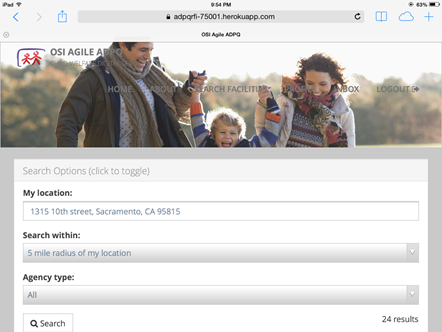 iPad 9:54 PM 63%
adpqrfi-75001.herokuapp.com
OSI Agile ADPQ
OSI AGILE ADPQ
HOME ABOUT SEARCH FACILITIES INBOX LOGOUT
Search Options (click to toggle)
My location:
1315 10th street, Sacramento, CA 95815
Search within:
5 mile radius of my location
Agency type:
All
Search 24 results